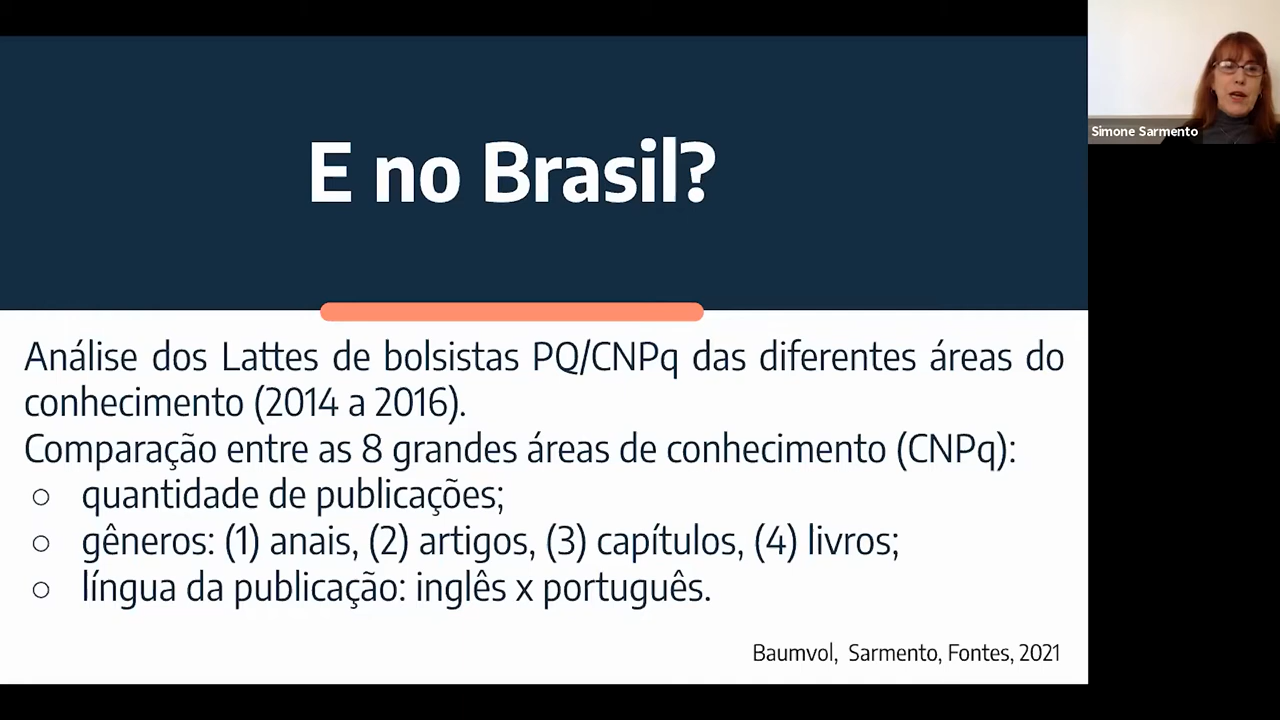 E no Brasil?
Simone Sarmento
Análise dos Lattes de bolsistas PQ/CNPq das diferentes áreas do
conhecimento (2014 a 2016).
Comparação entre as 8 grandes áreas de conhecimento (CNPq):
○ quantidade de publicações;
○ gêneros: (1) anais, (2) artigos, (3) capítulos, (4) livros;
○ língua da publicação: inglês x português.
Baumvol, Sarmento, Fontes, 2021